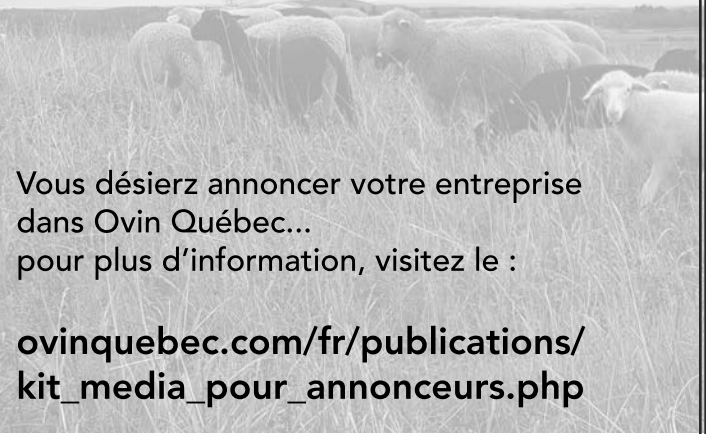 Vous désierz annoncer votre entreprise
dans Ovin Québec...
pour plus d’information, visitez le :
ovinquebec.com/fr/publications/
kit_media_pour_annonceurs.php